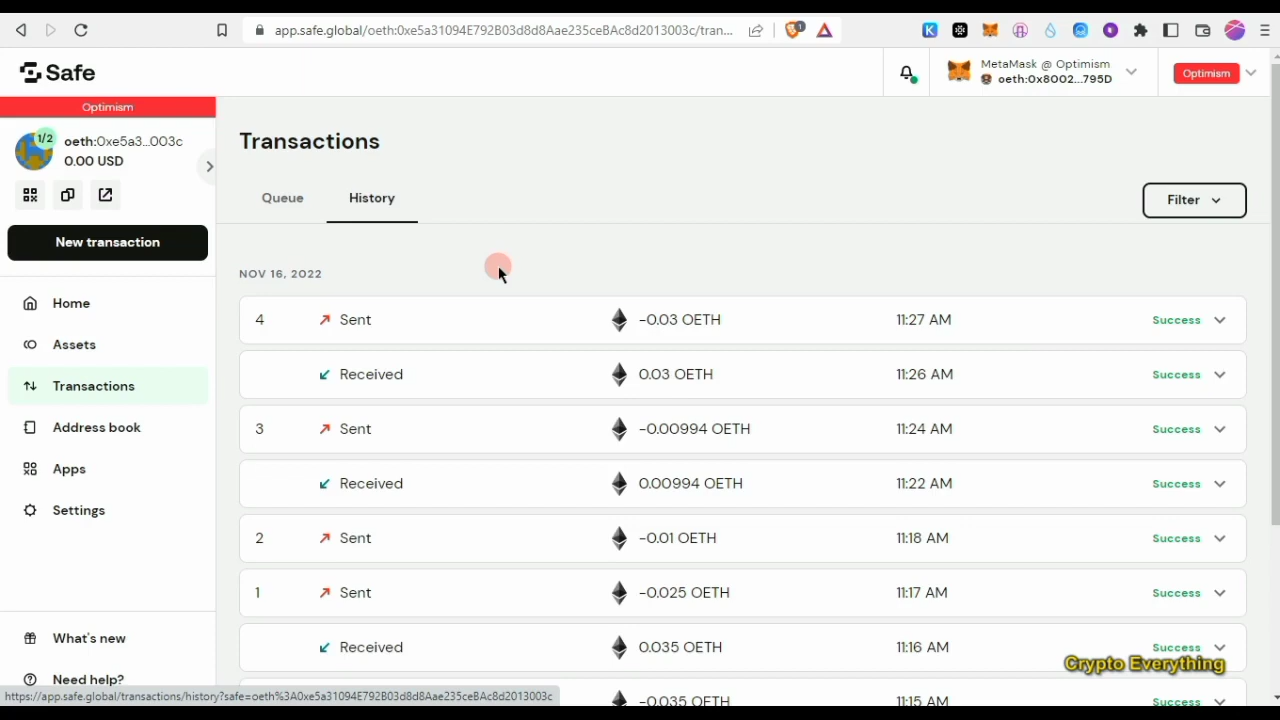 app.safe.global/oeth:0xe5a31094E792B03d8d8Aae235ceBAc8d2013003c/tran...
1
K
Safe
MetaMask @ Optimism
oeth:0x8002...795D
Optimism
Optimism
1/2
oeth:0xe5a3...003c
0.00 USD
New transaction
Home
Assets
Transactions
Address book
Apps
Settings
What's new
Need help?
Transactions
Queue
History
Filter
NOV 16, 2022
4 Sent -0.03 OETH 11:27 AM Success
Received 0.03 OETH 11:26 AM Success
3 Sent -0.00994 OETH 11:24 AM Success
Received 0.00994 OETH 11:22 AM Success
2 Sent -0.01 OETH 11:18 AM Success
1 Sent -0.025 OETH 11:17 AM Success
Received 0.035 OETH 11:16 AM Success
-0.035 OETH 11:15 AM Success
Crypto Everything
https://app.safe.global/transactions/history?safe=oeth%3A0xe5a31094E792B03d8d8Aae235ceBAc8d2013003c